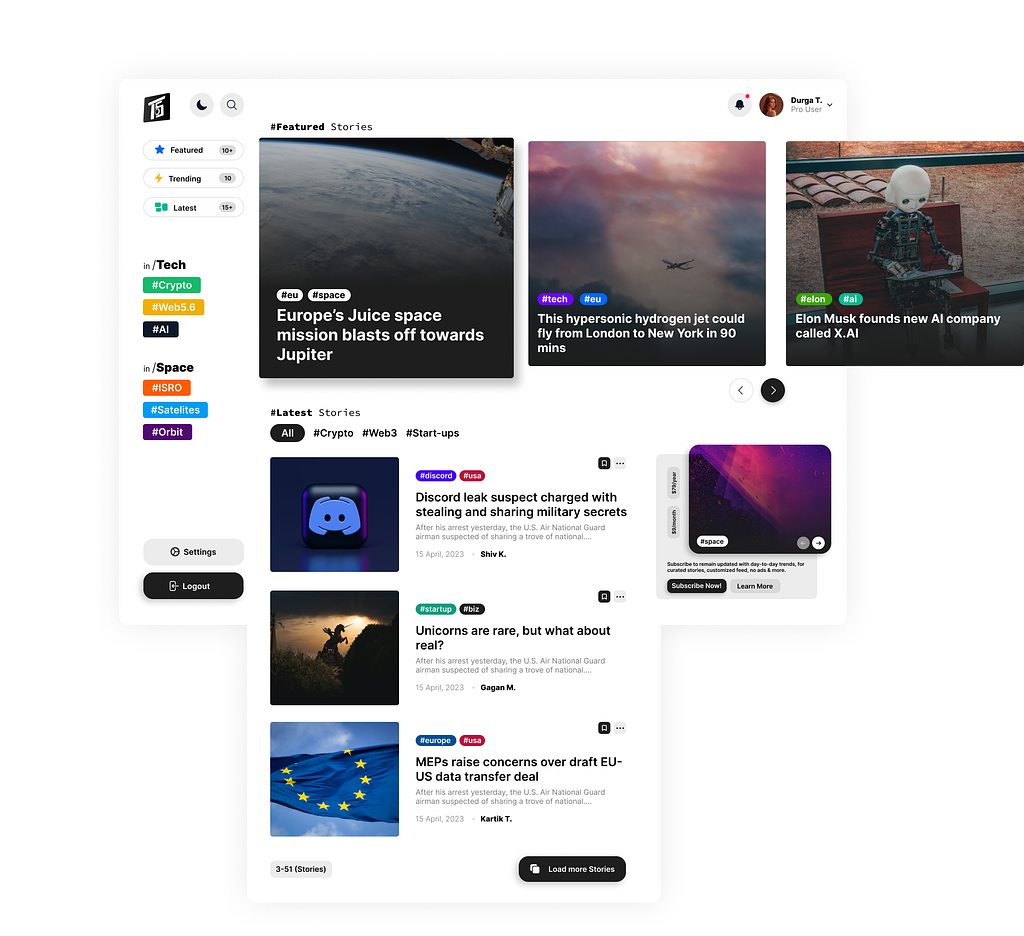 T5
Durga T.
Pro User
Featured 10+
Trending 10
Latest 15+
in /Tech
#Crypto
#Web5.6
#AI
in /Space
#ISRO
#Satelites
#Orbit
Settings
Logout
#Featured Stories
#eu #space
Europe's Juice space
mission blasts off towards
Jupiter
#tech #eu
This hypersonic hydrogen jet could
fly from London to New York in 90
mins
#elon #ai
Elon Musk founds new AI company
called X.AI
#Latest Stories
All #Crypto #Web3 #Start-ups
#discord #usa
Discord leak suspect charged with
stealing and sharing military secrets
After his arrest yesterday, the U.S. Air National Guard
airman suspected of sharing a trove of national....
15 April, 2023 • Shiv K.
#startup #biz
Unicorns are rare, but what about
real?
After his arrest yesterday, the U.S. Air National Guard
airman suspected of sharing a trove of national....
15 April, 2023 • Gagan M.
#europe #usa
MEPs raise concerns over draft EU-
US data transfer deal
After his arrest yesterday, the U.S. Air National Guard
airman suspected of sharing a trove of national....
15 April, 2023 • Kartik T.
3-51 (Stories)
Load more Stories
$79/year
$9/month
#space
Subscribe to remain updated with day-to-day trends, for
curated stories, customized feed, no ads & more.
Subscribe Now! Learn More